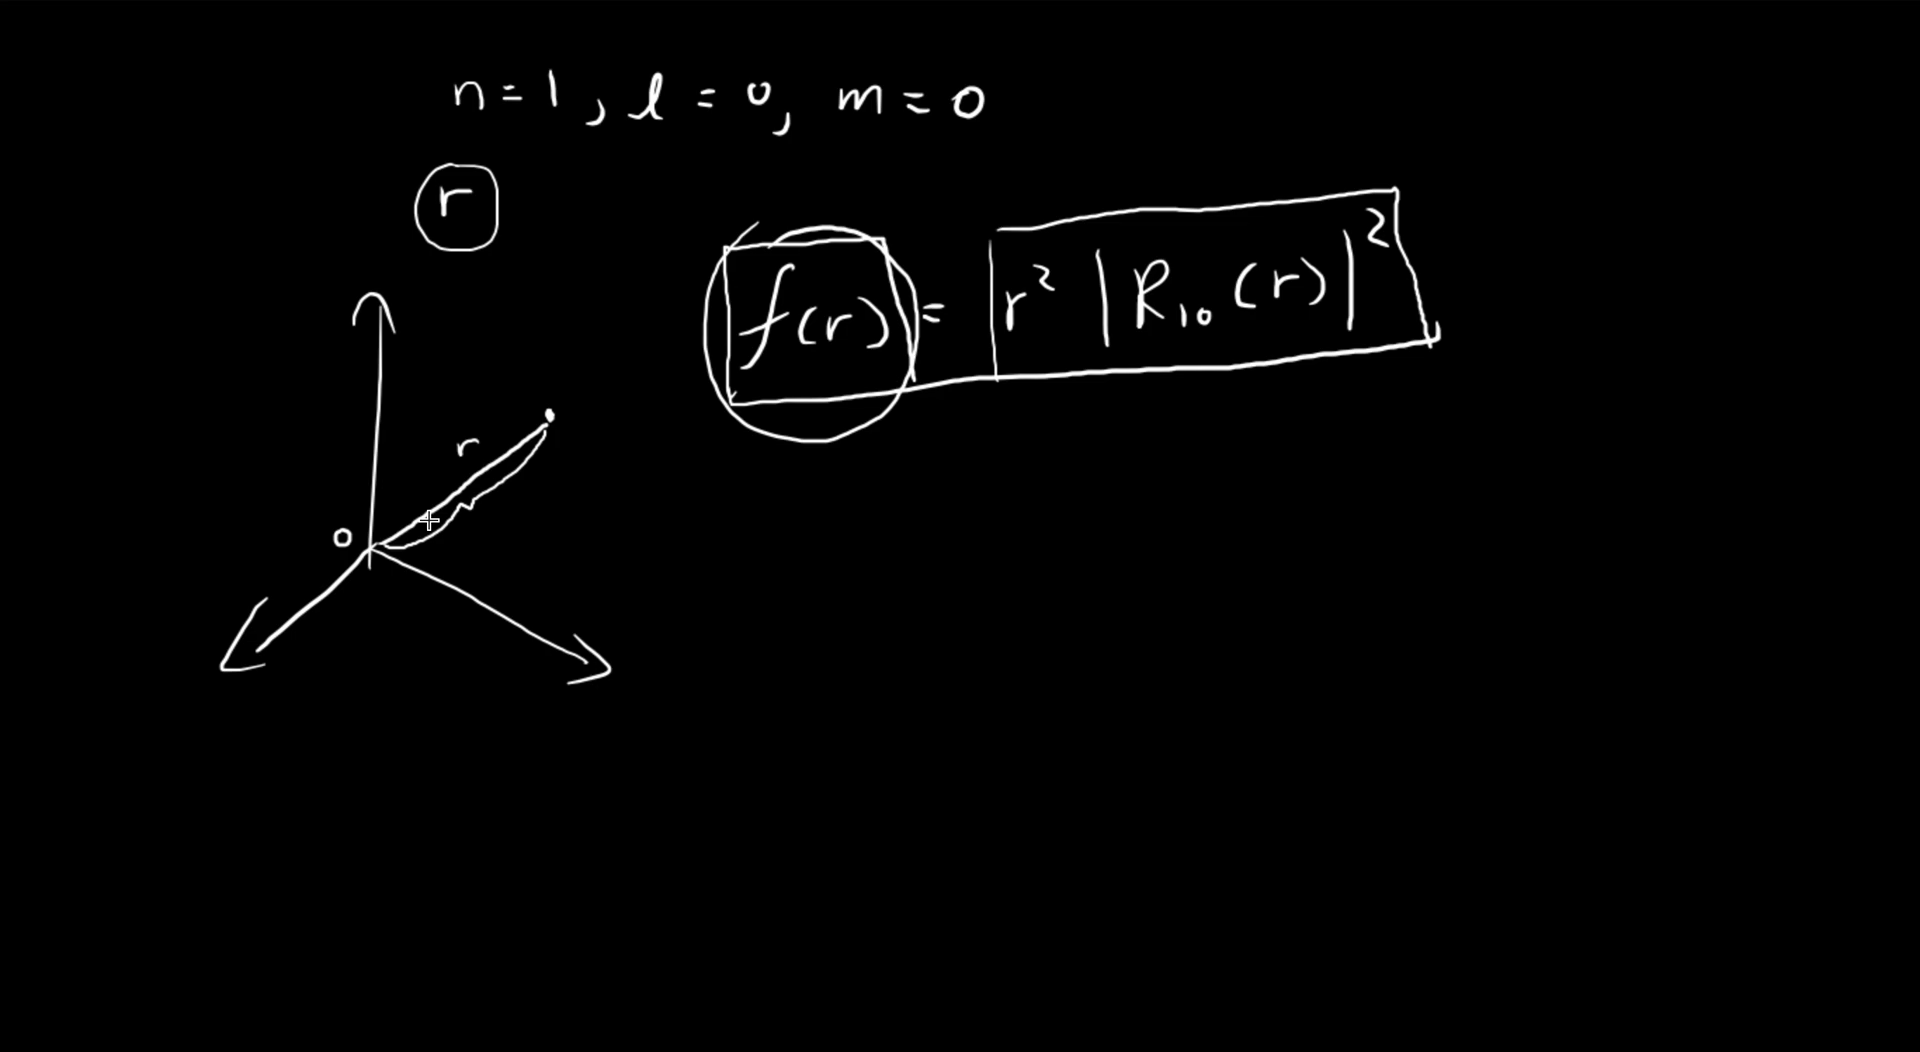 n = 1, l = 0, m = 0
r
f(r) = r² |R₁₀(r)|²
r
o